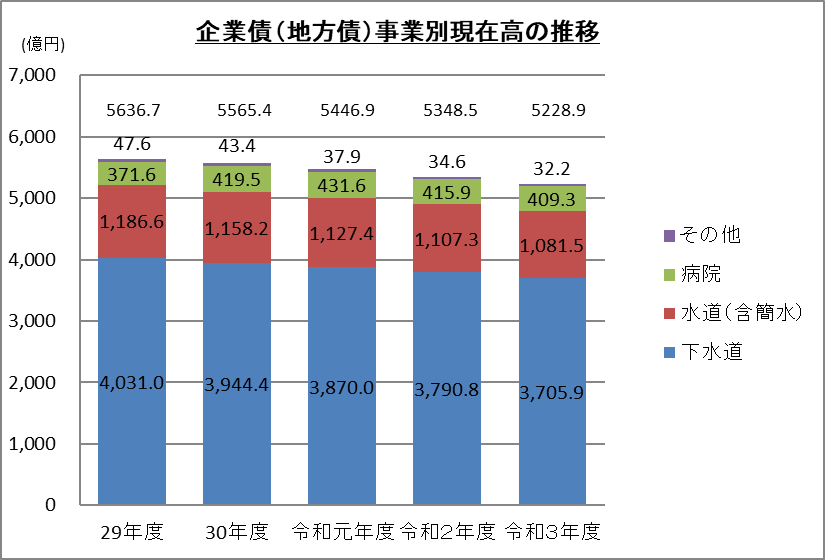 企業債（地方債）事業別現在高の推移
(億円)
7,000
6,000
5,000
4,000
3,000
2,000
1,000
0
5636.7 5565.4 5446.9 5348.5 5228.9
47.6 43.4 37.9 34.6 32.2
371.6 419.5 431.6 415.9 409.3
1,186.6 1,158.2 1,127.4 1,107.3 1,081.5
4,031.0 3,944.4 3,870.0 3,790.8 3,705.9
29年度 30年度 令和元年度 令和２年度 令和３年度
その他
病院
水道（含簡水）
下水道